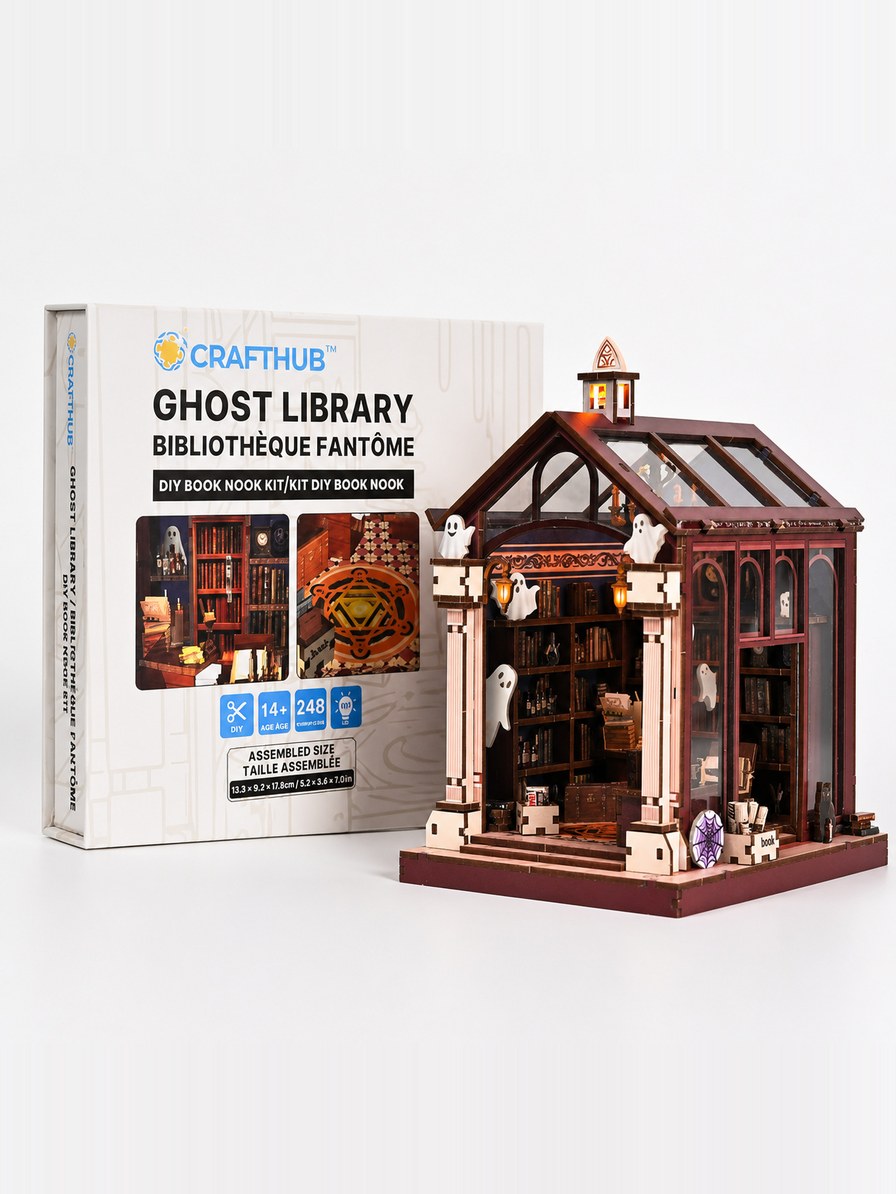 CRAFTHUB™
GHOST LIBRARY
BIBLIOTHÈQUE FANTÔME
DIY BOOK NOOK KIT/KIT DIY BOOK NOOK
DIY
14+
AGE ÂGE
248
LED
ASSEMBLED SIZE
TAILLE ASSEMBLÉE
13.3 × 9.2 × 17.8cm / 5.2 × 3.6 × 7.0in
CRAFTHUB
GHOST LIBRARY / BIBLIOTHÈQUE FANTÔME
DIY BOOK NOOK KIT
book